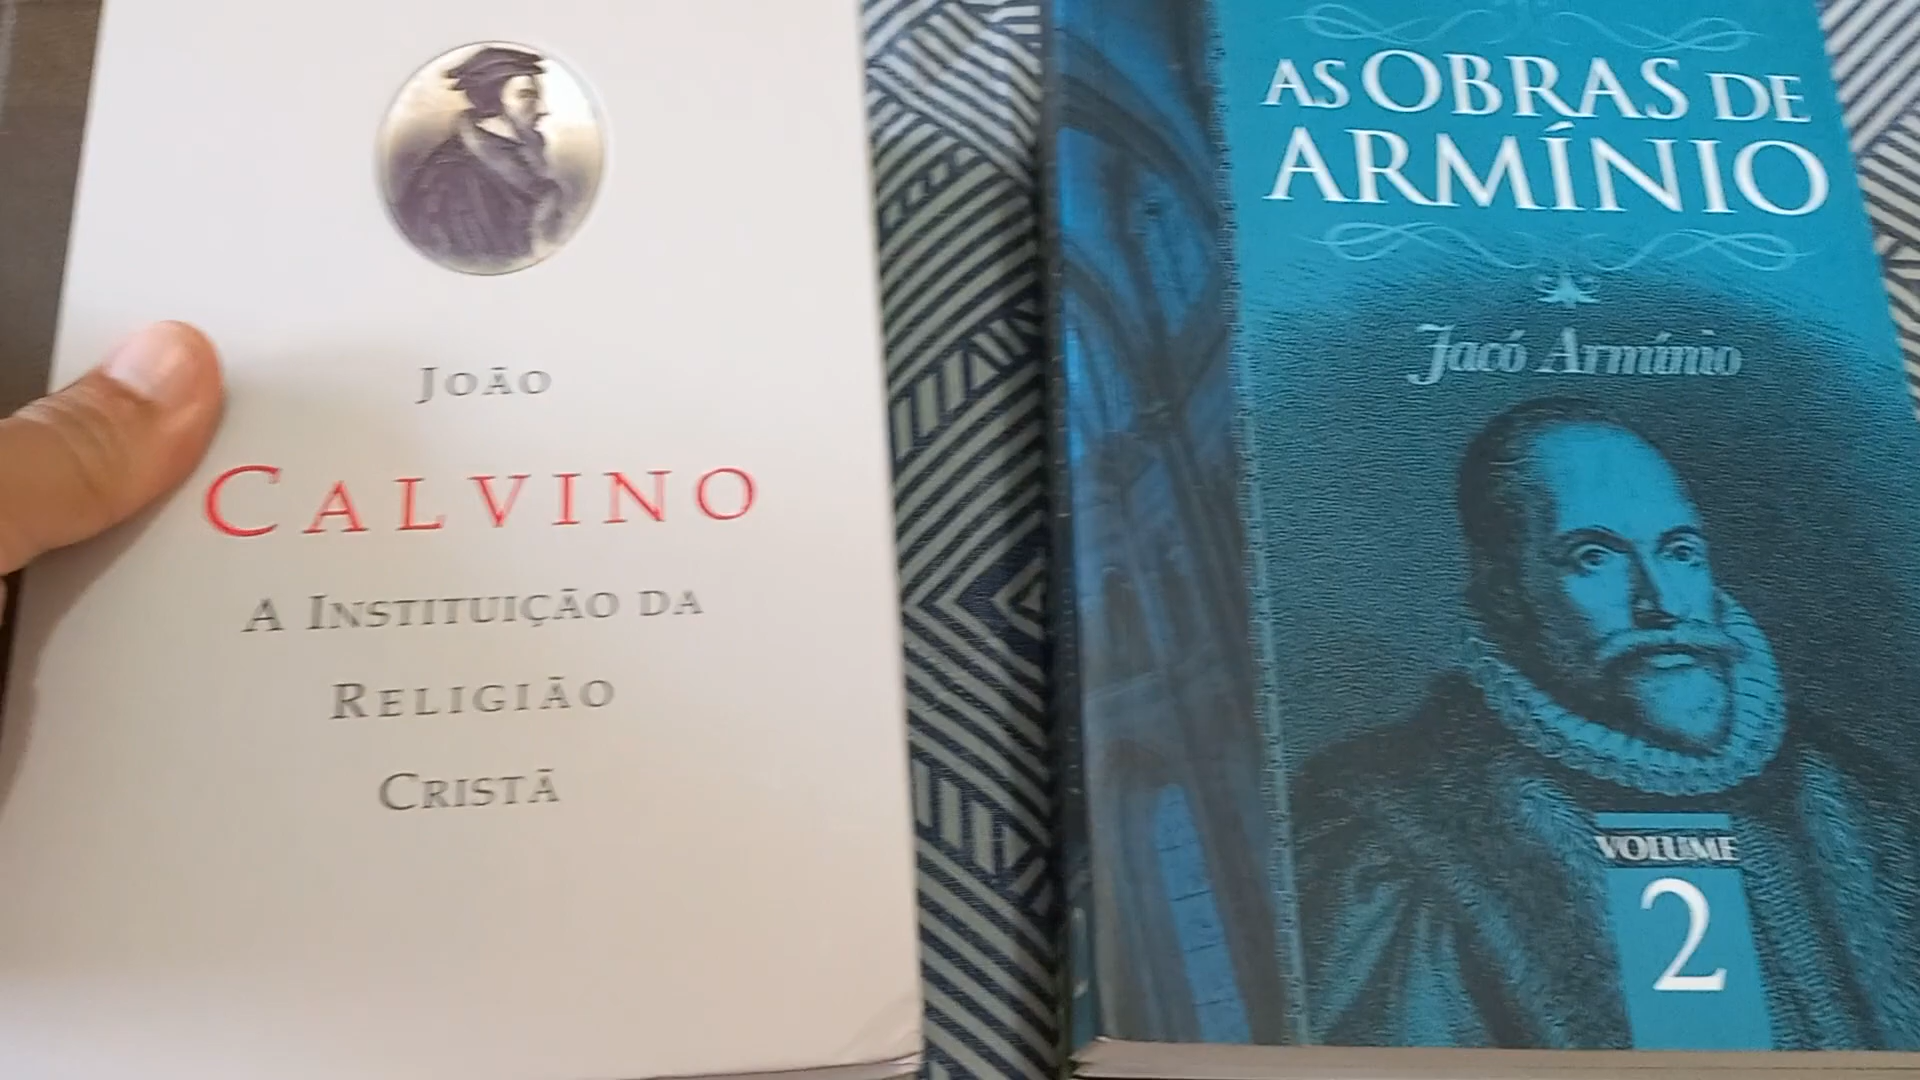 JOÃO
CALVINO
A INSTITUIÇÃO DA
RELIGIÃO
CRISTÃ
AS OBRAS DE
ARMÍNIO
Jacó Armínio
VOLUME
2